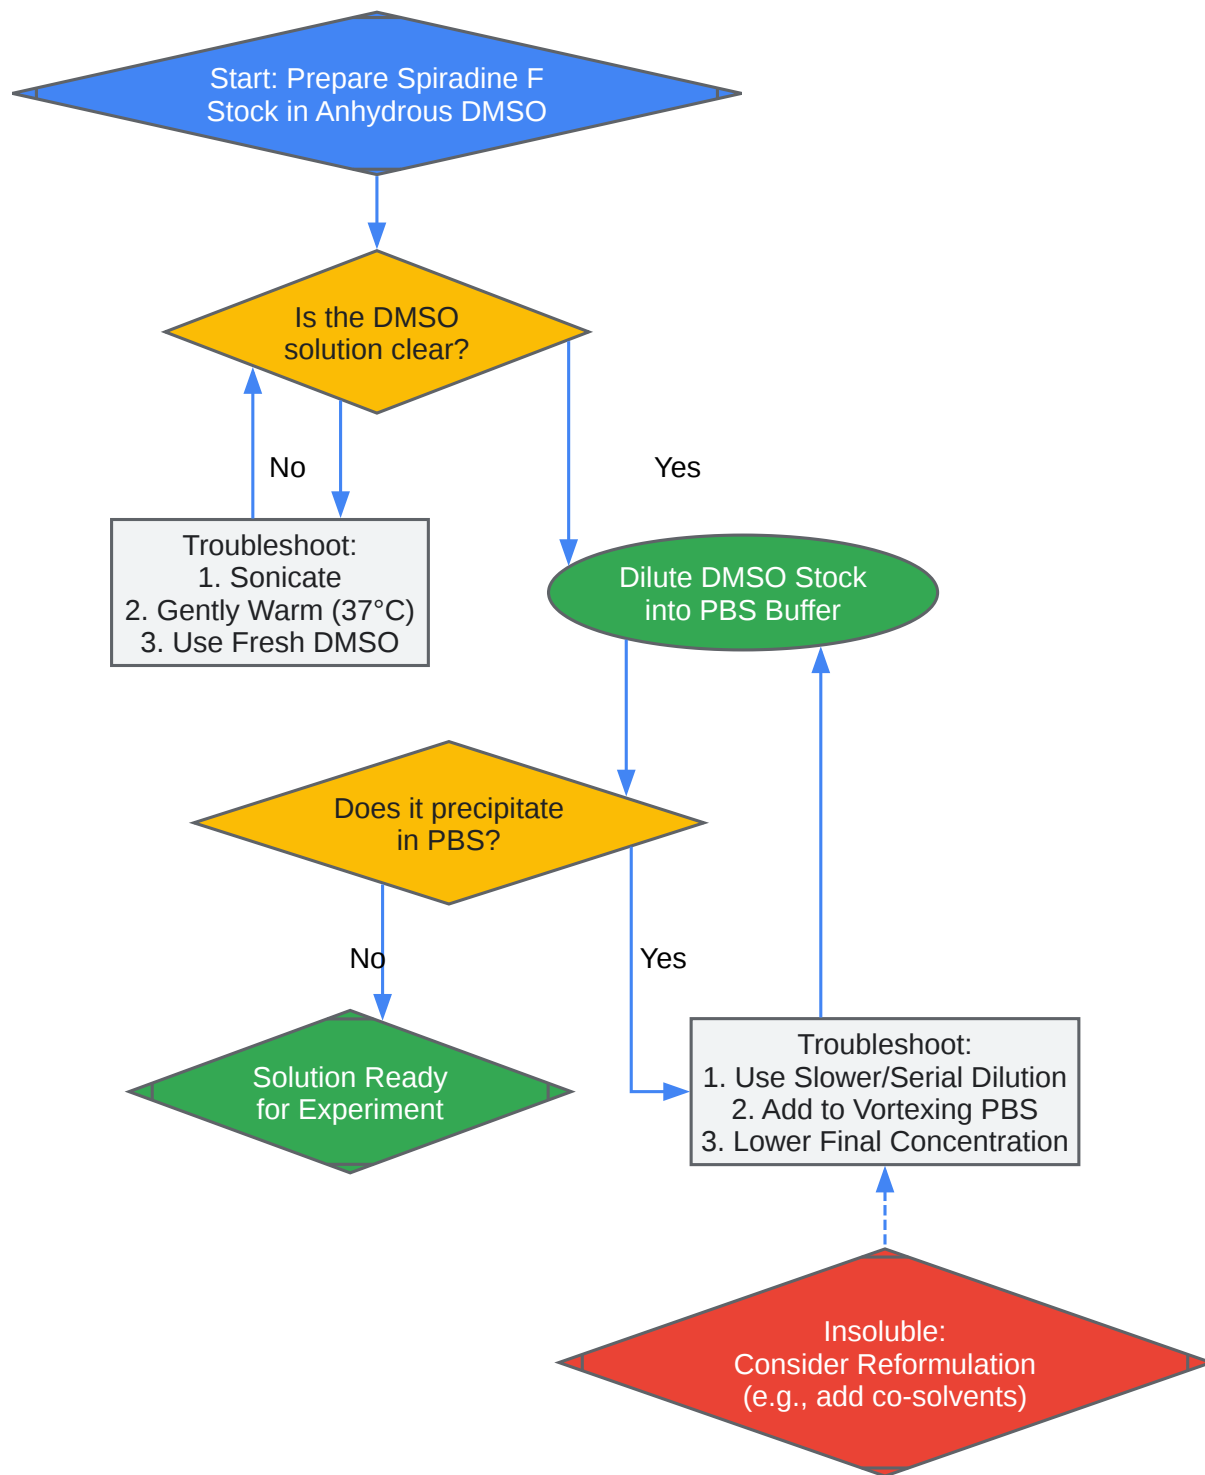 Start: Prepare Spiradine F
Stock in Anhydrous DMSO
Is the DMSO
solution clear?
No
Yes
Troubleshoot:
1. Sonicate
2. Gently Warm (37°C)
3. Use Fresh DMSO
Dilute DMSO Stock
into PBS Buffer
Does it precipitate
in PBS?
No
Yes
Solution Ready
for Experiment
Troubleshoot:
1. Use Slower/Serial Dilution
2. Add to Vortexing PBS
3. Lower Final Concentration
Insoluble:
Consider Reformulation
(e.g., add co-solvents)